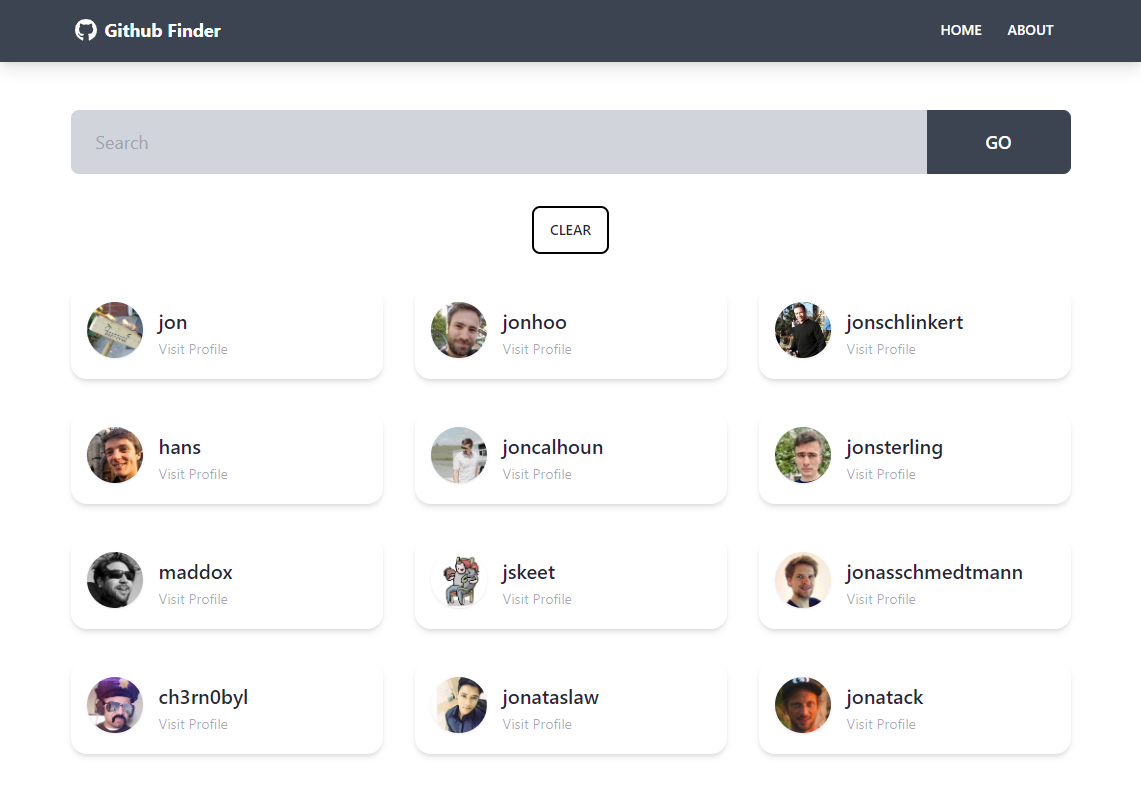 Github Finder
HOME ABOUT
Search GO
CLEAR
jon jonhoo jonschlinkert
Visit Profile Visit Profile Visit Profile
hans joncalhoun jonsterling
Visit Profile Visit Profile Visit Profile
maddox jskeet jonasschmedtmann
Visit Profile Visit Profile Visit Profile
ch3rn0byl jonataslaw jonatack
Visit Profile Visit Profile Visit Profile